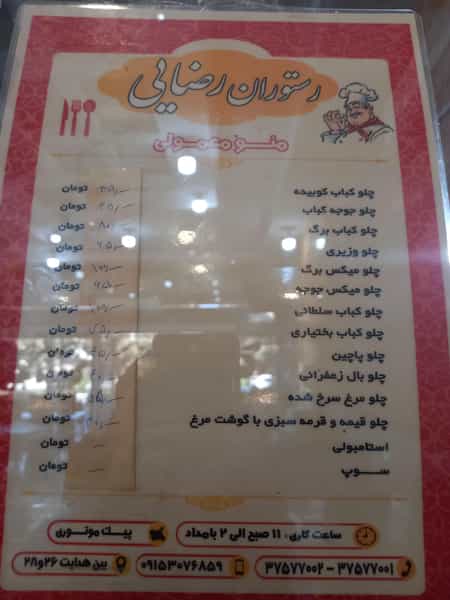 رستوران رضایی
منو معمولی
چلو کباب کوبیده تومان
چلو جوجه کباب تومان
چلو کباب برگ تومان
چلو وزیری تومان
چلو میکس برگ تومان
چلو میکس جوجه تومان
چلو کباب سلطانی تومان
چلو کباب بختیاری تومان
چلو پاچین تومان
چلو بال زعفرانی تومان
چلو مرغ سرخ شده تومان
چلو قیمه و قرمه سبزی با گوشت مرغ تومان
استامبولی تومان
سوپ تومان
ساعت کاری : ۱۱ صبح الی ۲ بامداد پیک موتوری
۳۷۵۷۷۰۰۲ - ۳۷۵۷۷۰۰۱ ۰۹۱۵۳۰۷۶۸۵۹ بین هدایت ۲۶و۲۸